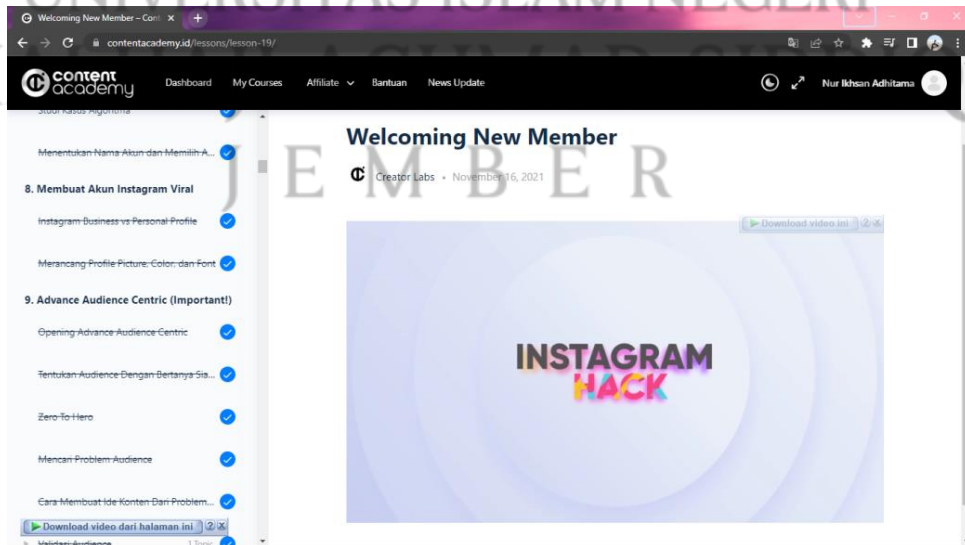 UNIVERSITAS ISLAM NEGERI
Welcoming New Member – Cont
contentacademy.id/lessons/lesson-19/
content academy
Dashboard My Courses Affiliate Bantuan News Update
Nur Ikhsan Adhitama
Studi Kasus Algoritma
Menentukan Nama Akun dan Memilih A...
8. Membuat Akun Instagram Viral
Instagram Business vs Personal Profile
Merancang Profile Picture, Color, dan Font
9. Advance Audience Centric (Important!)
Opening Advance Audience Centric
Tentukan Audience Dengan Bertanya Sia...
Zero To Hero
Mencari Problem Audience
Cara Membuat Ide Konten Dari Problem...
Download video dari halaman ini
Validasi Audience 1 Topic
Welcoming New Member
JEMBER
Creator Labs • November 16, 2021
Download video ini
INSTAGRAM
HACK